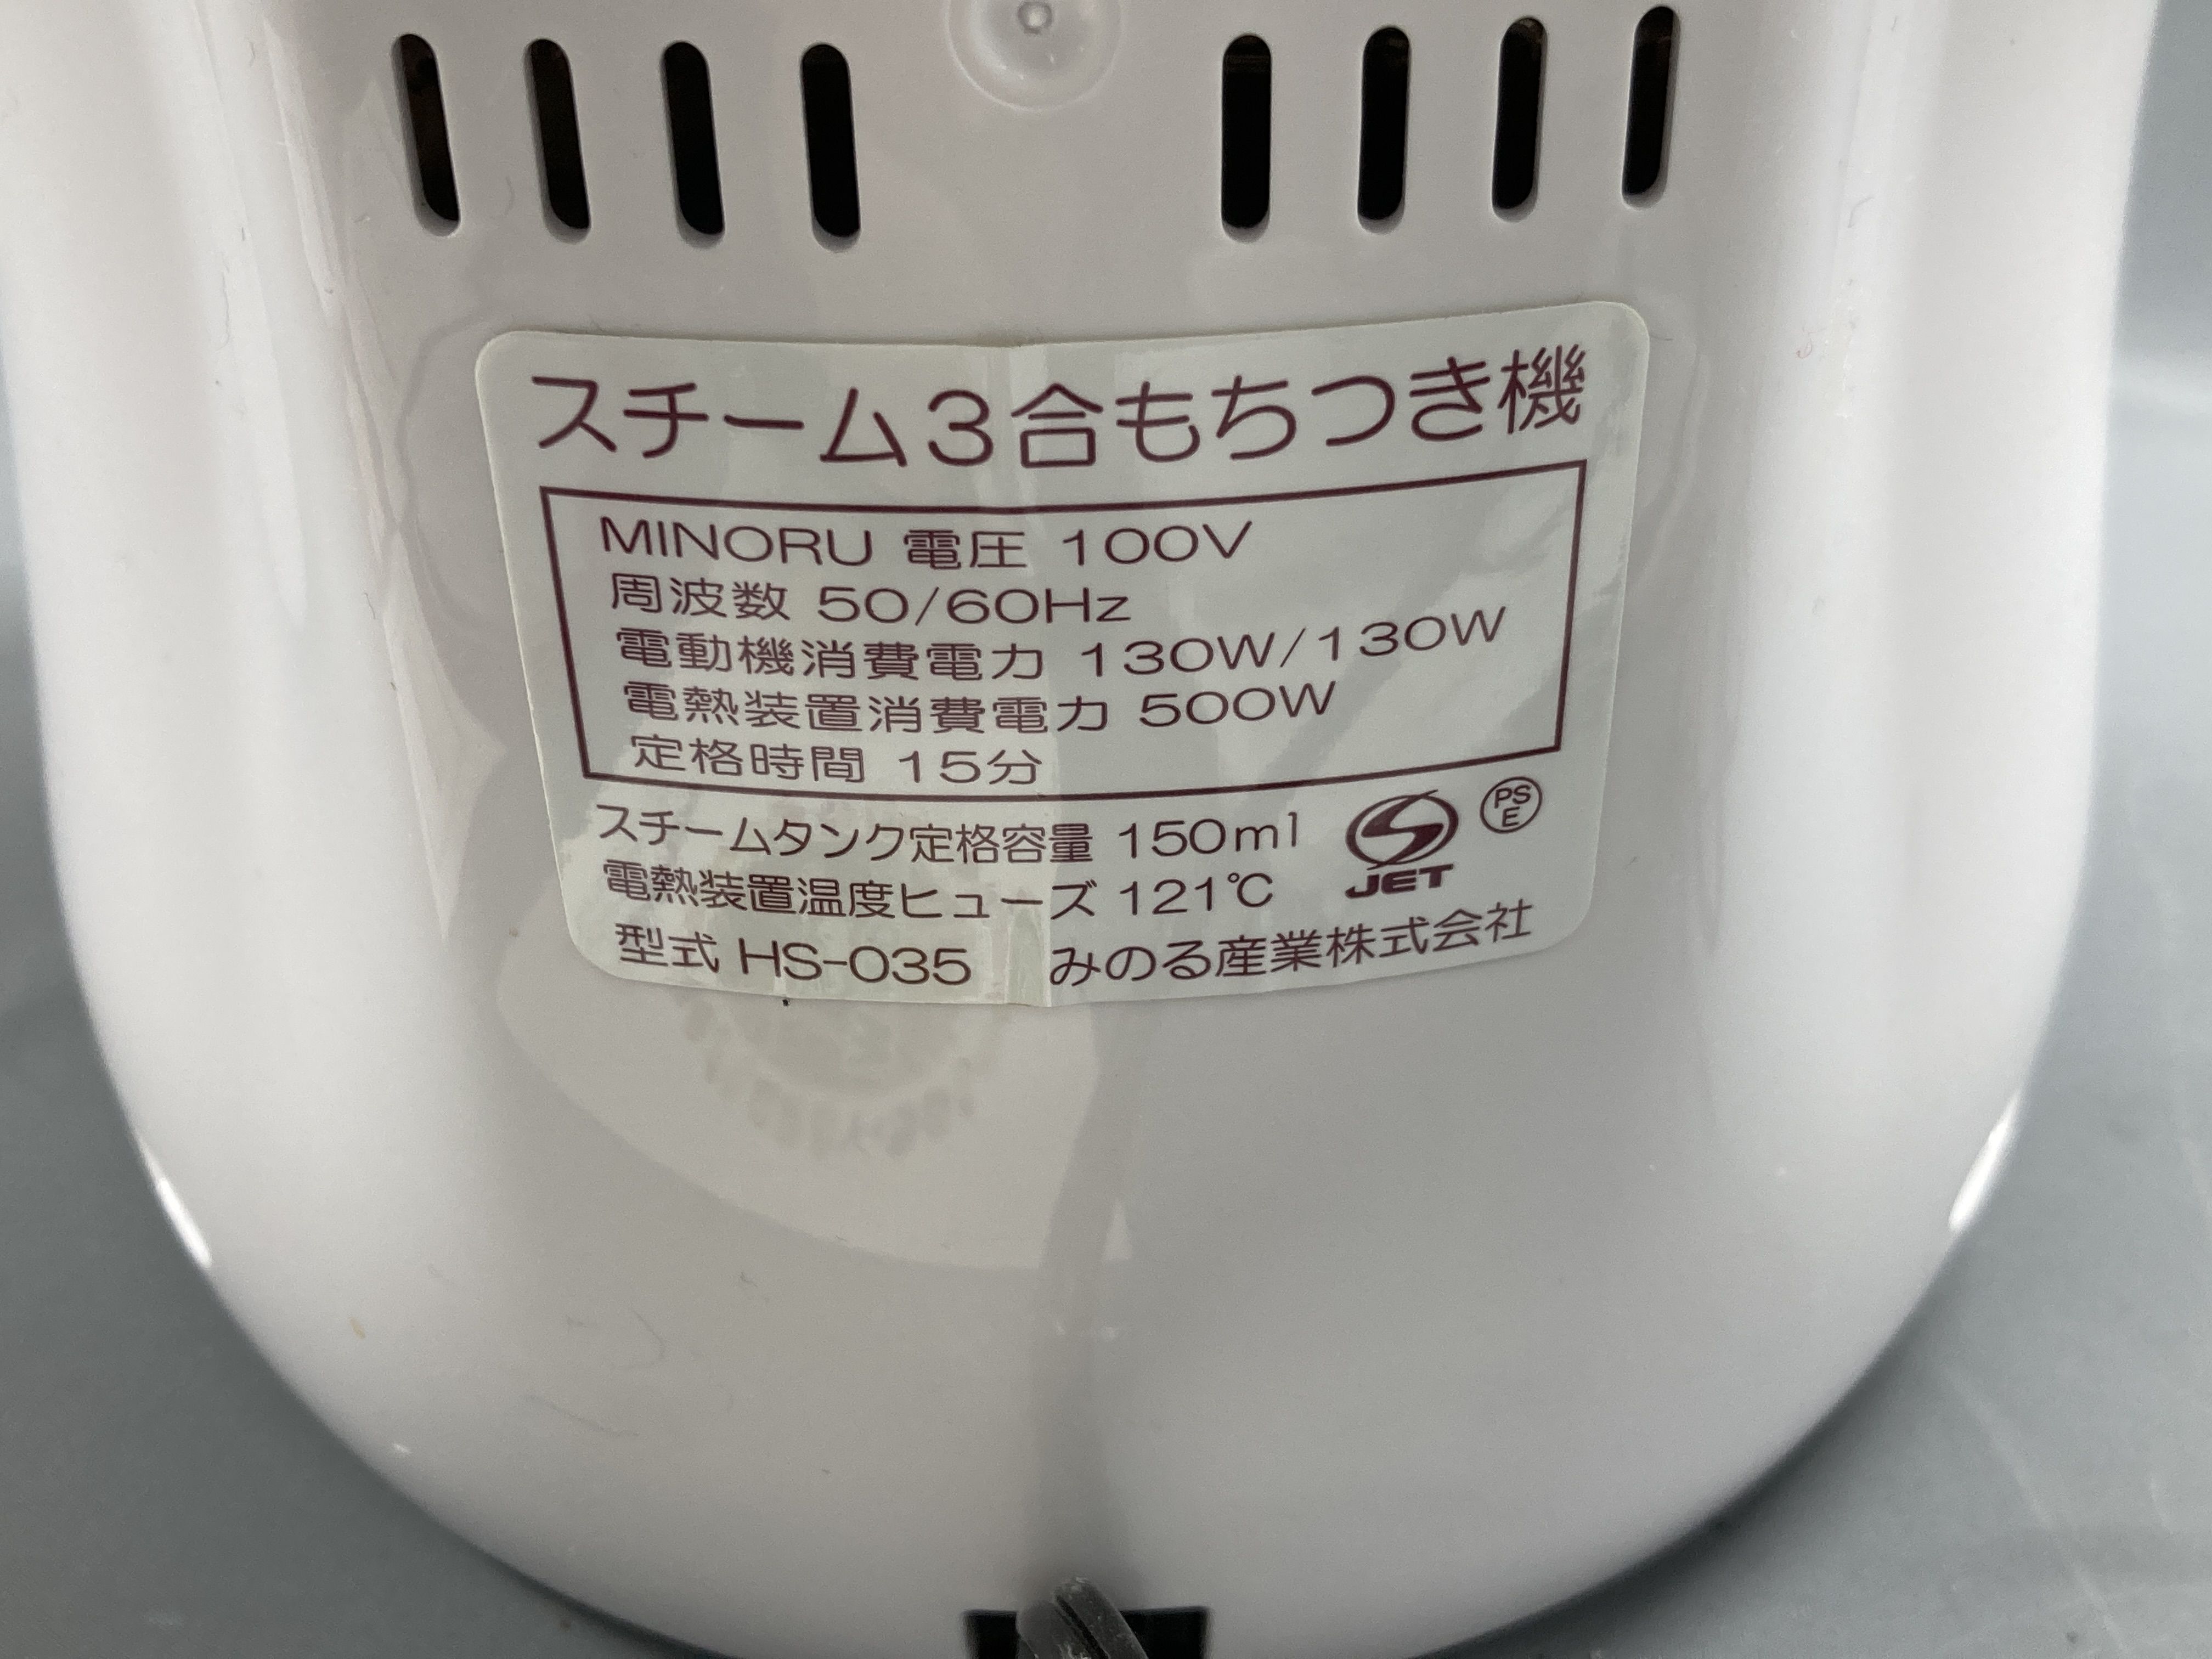 スチーム3合もちつき機
MINORU 電圧 100V
周波数 50/60Hz
電動機消費電力 130W/130W
電熱装置消費電力 500W
定格時間 15分
スチームタンク定格容量 150ml
電熱装置温度ヒューズ 121℃
JET
PS
E
型式 HS-035 みのる産業株式会社